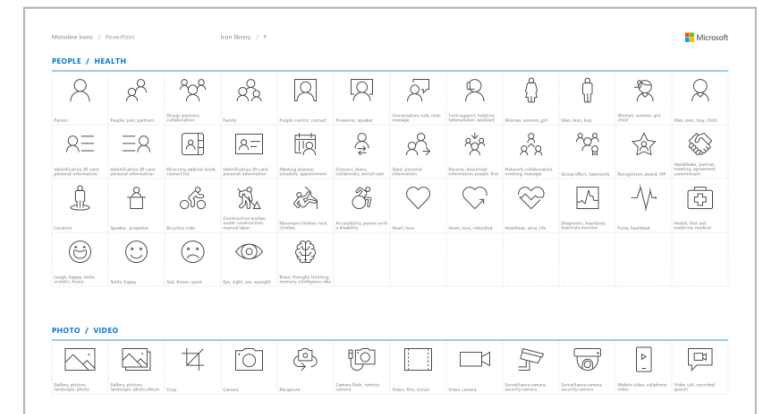 Monoline icons / PowerPoint
Icon library / P
Microsoft
PEOPLE / HEALTH
Person
People, pair, partners
Group, partners,
collaboration
Family
People centric, contact
Presenter, speaker
Conversation, talk, chat,
message
Tech support, helpline,
telemarketer, assistant
Woman, women, girl
Man, men, boy
Woman, women, girl,
child
Man, men, boy, child
Identification, ID card,
personal information
Identification, ID card,
personal information
Directory, address book,
contact list
Identification, ID card,
personal information
Meeting planner,
schedule, appointment
Connect, share,
collaborate, switch user
Send, personal
information
Receive, download
information, people first
Network, collaboration,
meeting, manager
Group effort, teamwork
Recognition, award, VIP
Handshake, partner,
meeting, agreement,
commitment
Location
Speaker, presenter
Bicyclist, rider
Construction worker,
under construction,
manual labor
Mountain climber, rock
climber,
Accessibility, person with
a disability
Heart, love
Heart, love, rekindled
Heartbeat, alive, life
Diagnostic, heartbeat,
heart rate monitor
Pulse, heartbeat
Health, first aid,
medicine, medical
Laugh, happy, smile,
ecstatic, funny
Smile, happy
Sad, frown, upset
Eye, sight, see, eyesight
Brain, thought, thinking,
memory, intelligence, idea
PHOTO / VIDEO
Gallery, picture,
landscape, photo
Gallery, picture,
landscape, photo album
Crop
Camera
Recapture
Camera flash, remote
camera
Video, film, movie
Video camera
Surveillance camera,
security camera
Surveillance camera,
security camera
Mobile video, cellphone
video
Video call, recorded
speech